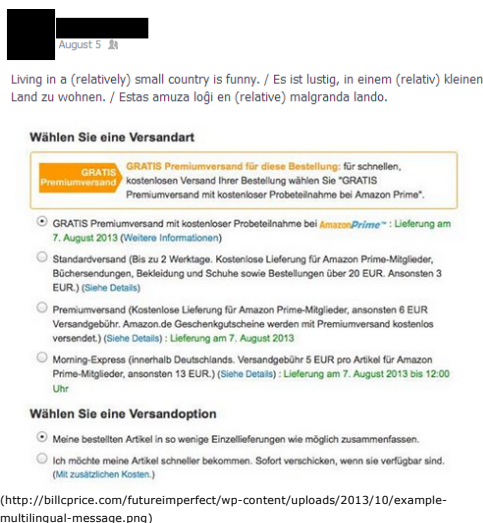 August 5
Living in a (relatively) small country is funny. / Es ist lustig, in einem (relativ) kleinen
Land zu wohnen. / Estas amuza loĝi en (relative) malgranda lando.
Wählen Sie eine Versandart
GRATIS
Premiumversand
GRATIS Premiumversand für diese Bestellung: für schnellen,
kostenlosen Versand Ihrer Bestellung wählen Sie "GRATIS
Premiumversand mit kostenloser Probeteilnahme bei Amazon Prime".
GRATIS Premiumversand mit kostenloser Probeteilnahme bei AmazonPrime™ : Lieferung am
7. August 2013 (Weitere Informationen)
Standardversand (Bis zu 2 Werktage. Kostenlose Lieferung für Amazon Prime-Mitglieder,
Büchersendungen, Bekleidung und Schuhe sowie Bestellungen über 20 EUR. Ansonsten 3
EUR.) (Siehe Details)
Premiumversand (Kostenlose Lieferung für Amazon Prime-Mitglieder, ansonsten 6 EUR
Versandgebühr. Amazon.de Geschenkgutscheine werden mit Premiumversand kostenlos
versendet.) (Siehe Details) : Lieferung am 7. August 2013
Morning-Express (innerhalb Deutschlands. Versandgebühr 5 EUR pro Artikel für Amazon
Prime-Mitglieder, ansonsten 13 EUR.) (Siehe Details) : Lieferung am 7. August 2013 bis 12:00
Uhr
Wählen Sie eine Versandoption
Meine bestellten Artikel in so wenige Einzellieferungen wie möglich zusammenfassen.
Ich möchte meine Artikel schneller bekommen. Sofort verschicken, wenn sie verfügbar sind.
(Mit zusätzlichen Kosten.)
(http://billcprice.com/futureimperfect/wp-content/uploads/2013/10/example-
multilingual-message.png)